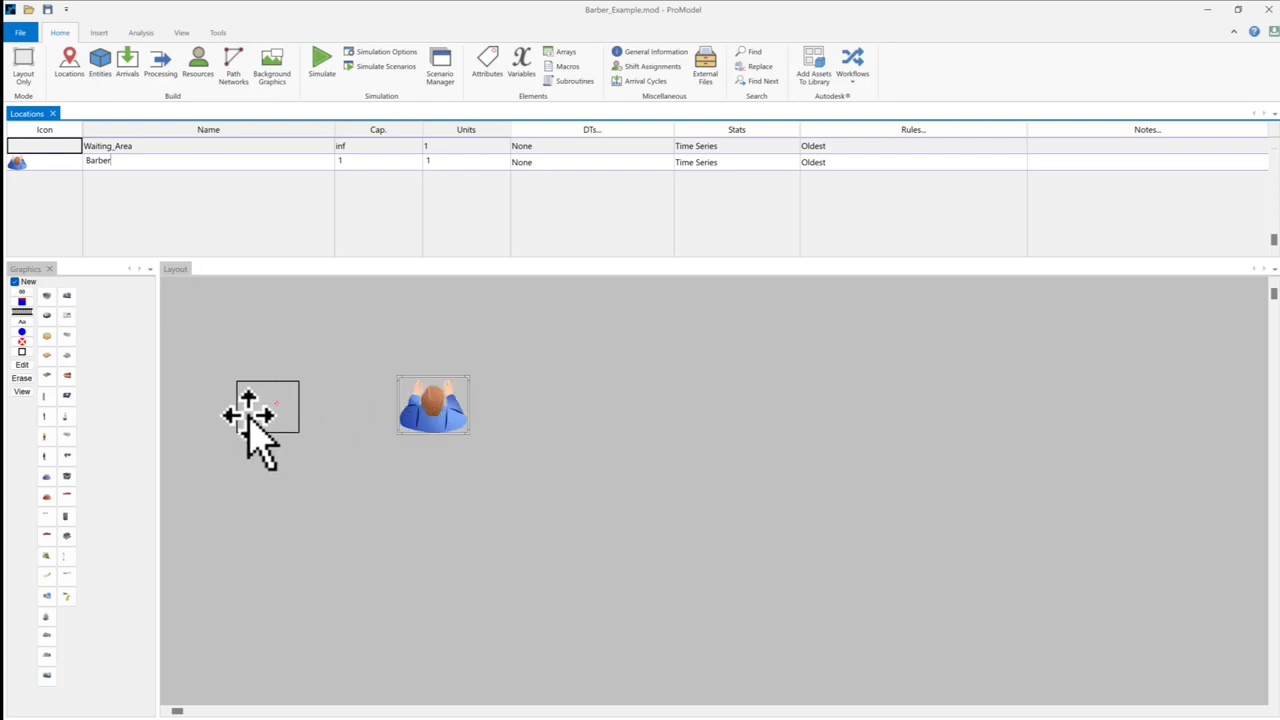 Barber_Example.mod - ProModel
File Home Insert Analysis View Tools
Layout Only
Mode
Locations Entities Arrivals Processing Resources Path Networks Background Graphics
Build
Simulate Simulation Options Simulate Scenarios Scenario Manager
Simulation
Attributes Variables Arrays Macros Subroutines
Elements
General Information Shift Assignments Arrival Cycles External Files
Miscellaneous
Find Replace Find Next
Search
Add Assets To Library Workflows
Autodesk®
Locations
Icon Name Cap. Units DTs... Stats Rules... Notes...
Waiting_Area inf 1 None Time Series Oldest
Barber 1 1 None Time Series Oldest
Graphics Layout
New
Aa
Edit
Erase
View